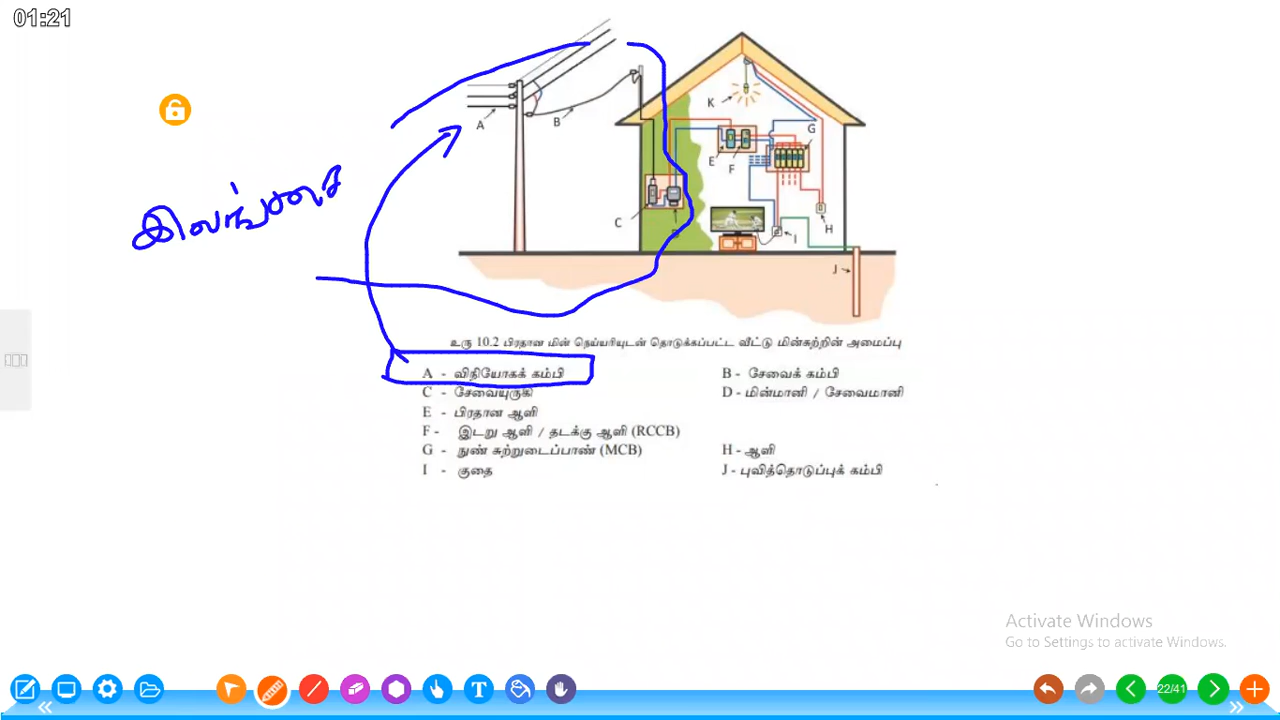 01:21
A
B
C
D
E
F
G
H
I
J
K
இலங்கை
உரு 10.2 பிரதான மின் நெய்யரியுடன் தொடுக்கப்பட்ட வீட்டு மின்சுற்றின் அமைப்பு
A - விநியோகக் கம்பி B - சேவைக் கம்பி
C - சேவையுருகி D - மின்மானி / சேவைமானி
E - பிரதான ஆளி
F - இடறு ஆளி / தடக்கு ஆளி (RCCB)
G - நுண் சுற்றுடைப்பான் (MCB) H - ஆளி
I - குதை J - புவித்தொடுப்புக் கம்பி
Activate Windows
Go to Settings to activate Windows.
22/41